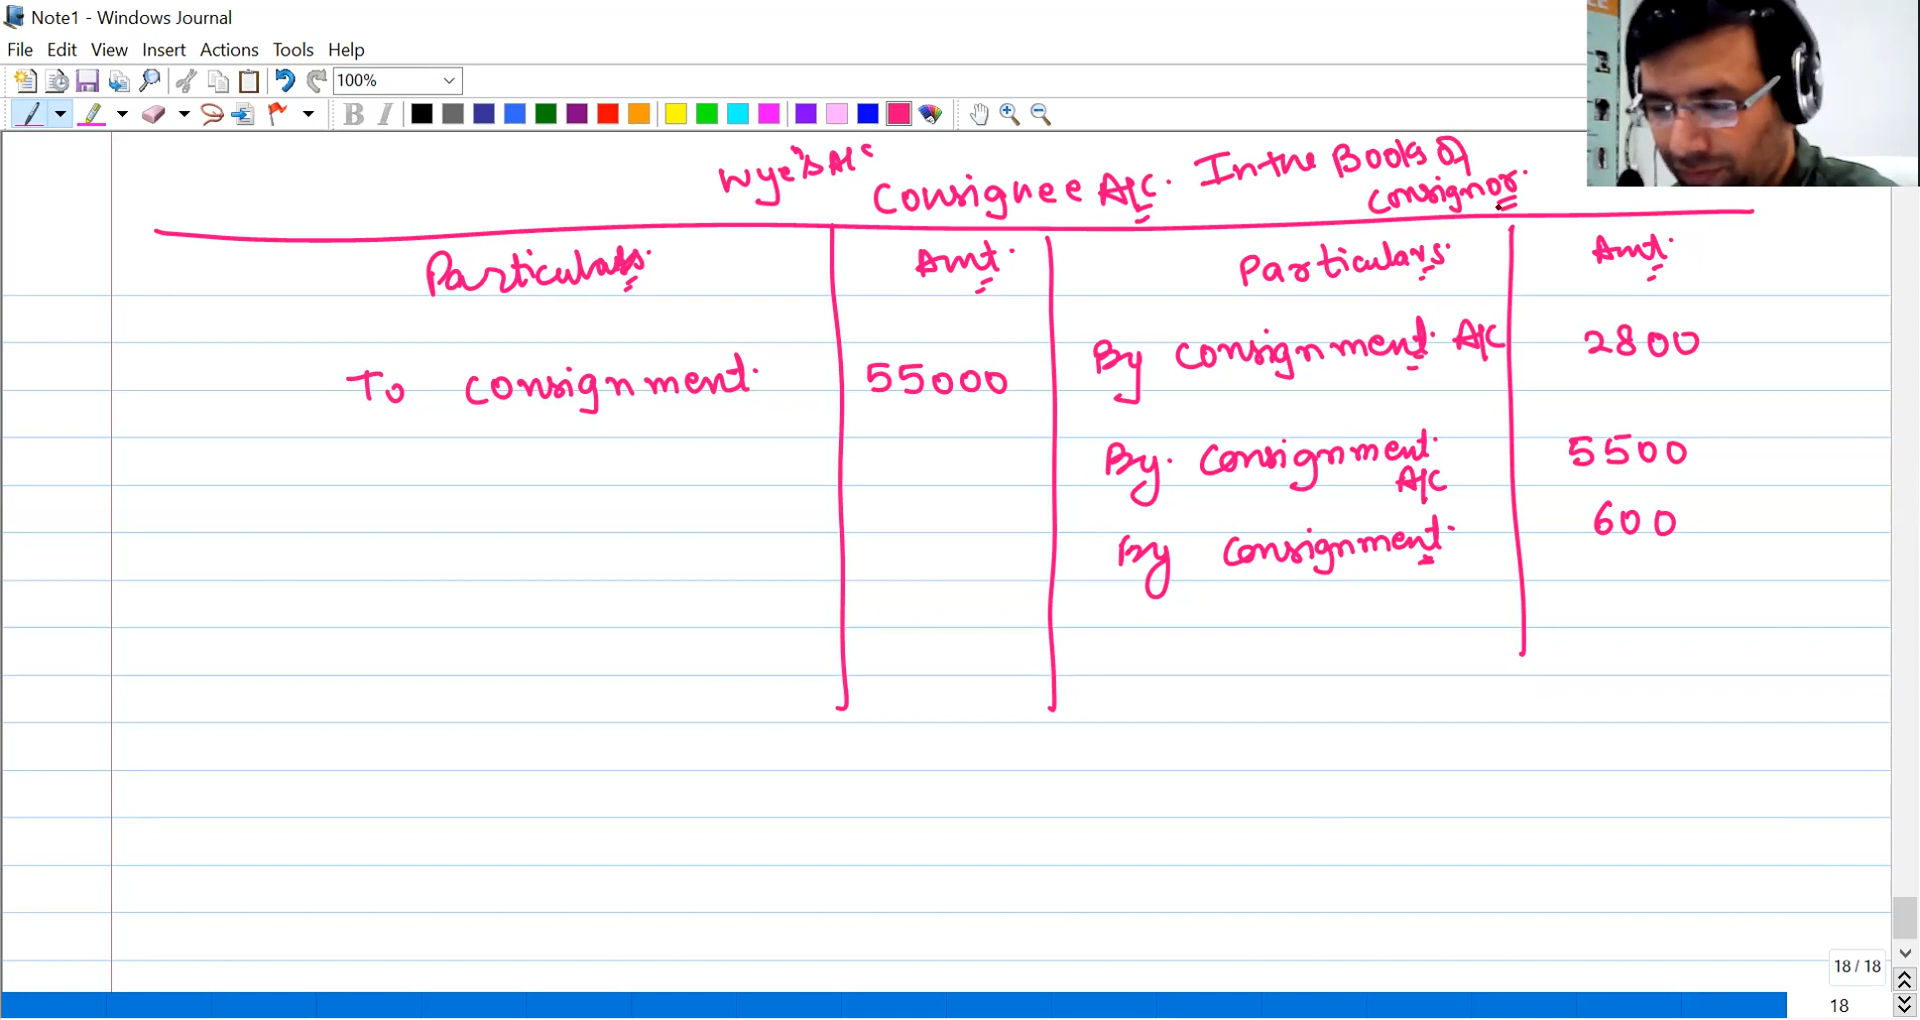 Note1 - Windows Journal
File Edit View Insert Actions Tools Help
100%
B I
Wye's A/c
Consignee A/C. In the Books of
Consignor.
Particulars. Amt. Particulars. Amt.
By Consignment. A/C 2800
To Consignment. 55000
By. Consignment. 5500
A/C
By Consignment. 600
18 / 18
18